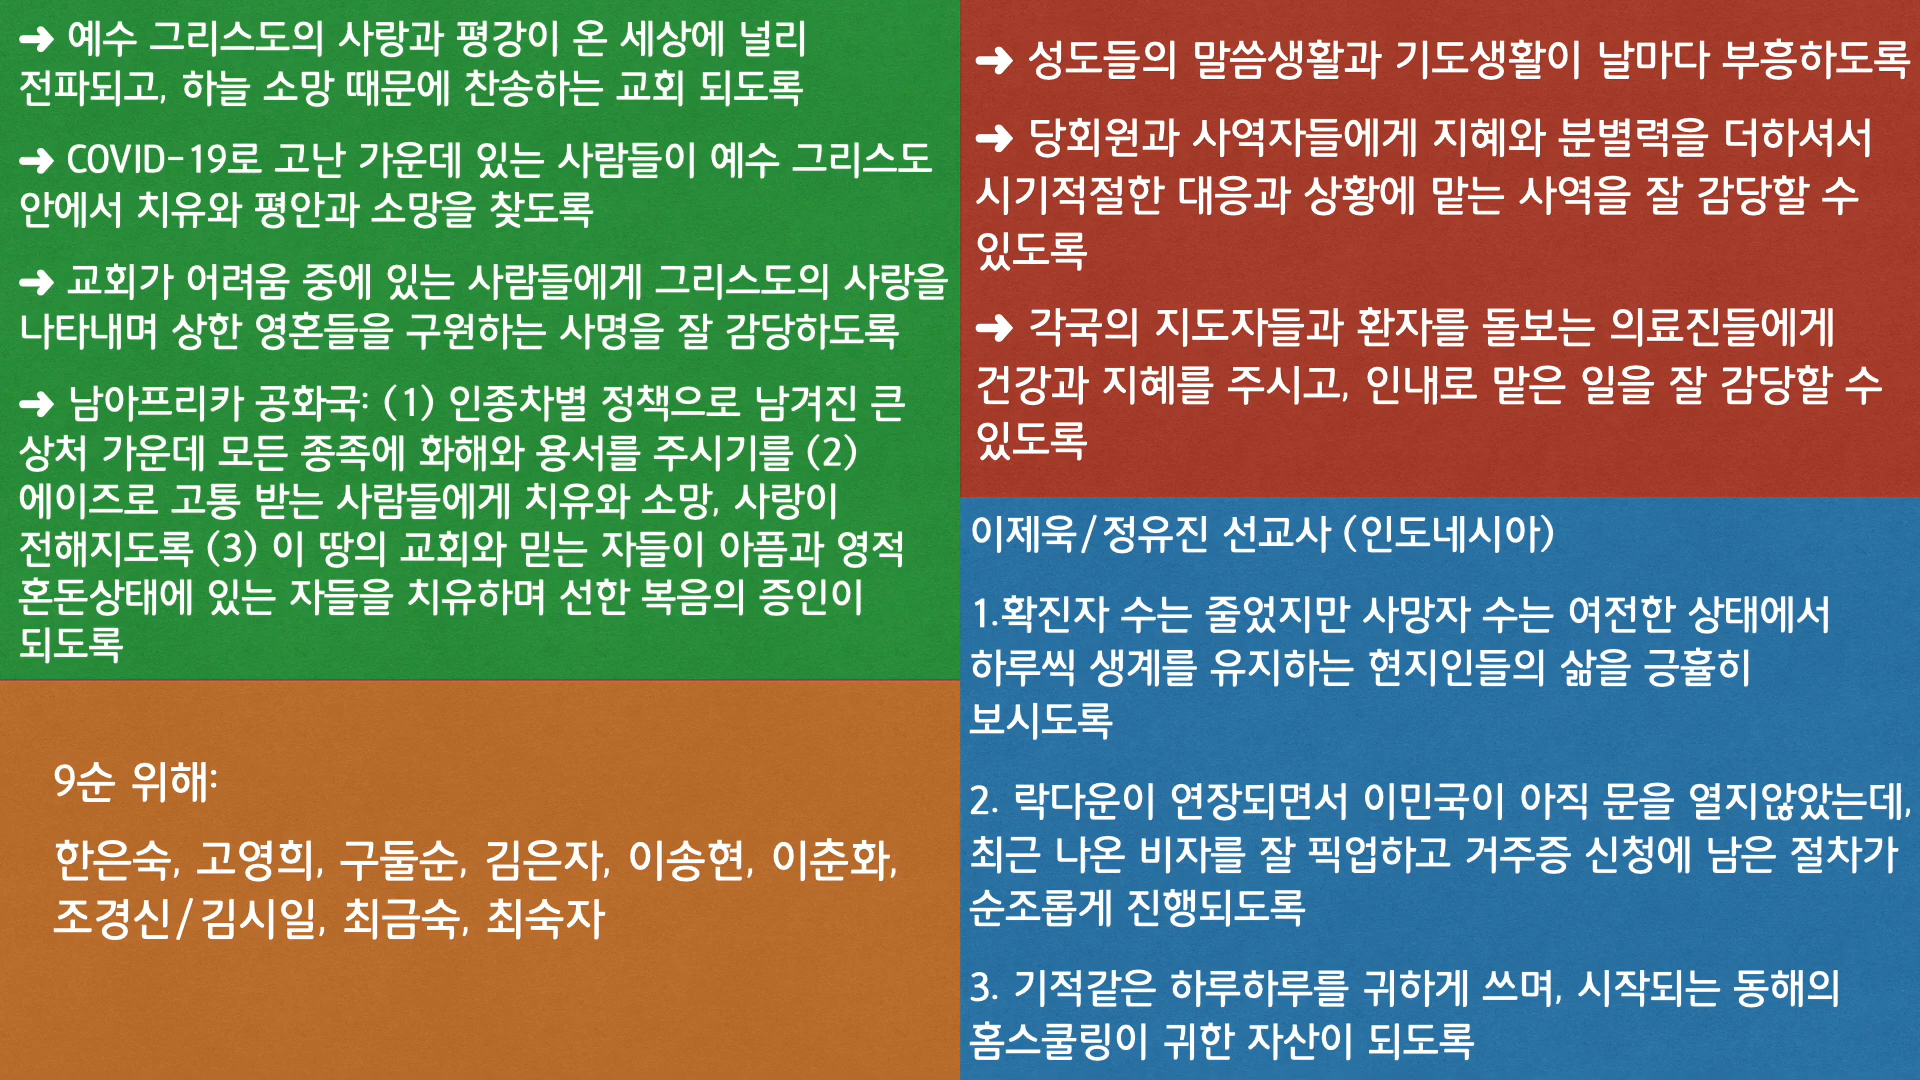 ➜ 예수 그리스도의 사랑과 평강이 온 세상에 널리
전파되고, 하늘 소망 때문에 찬송하는 교회 되도록
➜ COVID-19로 고난 가운데 있는 사람들이 예수 그리스도
안에서 치유와 평안과 소망을 찾도록
➜ 교회가 어려움 중에 있는 사람들에게 그리스도의 사랑을
나타내며 상한 영혼들을 구원하는 사명을 잘 감당하도록
➜ 남아프리카 공화국: (1) 인종차별 정책으로 남겨진 큰
상처 가운데 모든 종족에 화해와 용서를 주시기를 (2)
에이즈로 고통 받는 사람들에게 치유와 소망, 사랑이
전해지도록 (3) 이 땅의 교회와 믿는 자들이 아픔과 영적
혼돈상태에 있는 자들을 치유하며 선한 복음의 증인이
되도록
9순 위해:
한은숙, 고영희, 구둘순, 김은자, 이송현, 이춘화,
조경신/김시일, 최금숙, 최숙자
➜ 성도들의 말씀생활과 기도생활이 날마다 부흥하도록
➜ 당회원과 사역자들에게 지혜와 분별력을 더하셔서
시기적절한 대응과 상황에 맡는 사역을 잘 감당할 수
있도록
➜ 각국의 지도자들과 환자를 돌보는 의료진들에게
건강과 지혜를 주시고, 인내로 맡은 일을 잘 감당할 수
있도록
이제욱/정유진 선교사 (인도네시아)
1.확진자 수는 줄었지만 사망자 수는 여전한 상태에서
하루씩 생계를 유지하는 현지인들의 삶을 긍휼히
보시도록
2. 락다운이 연장되면서 이민국이 아직 문을 열지않았는데,
최근 나온 비자를 잘 픽업하고 거주증 신청에 남은 절차가
순조롭게 진행되도록
3. 기적같은 하루하루를 귀하게 쓰며, 시작되는 동해의
홈스쿨링이 귀한 자산이 되도록